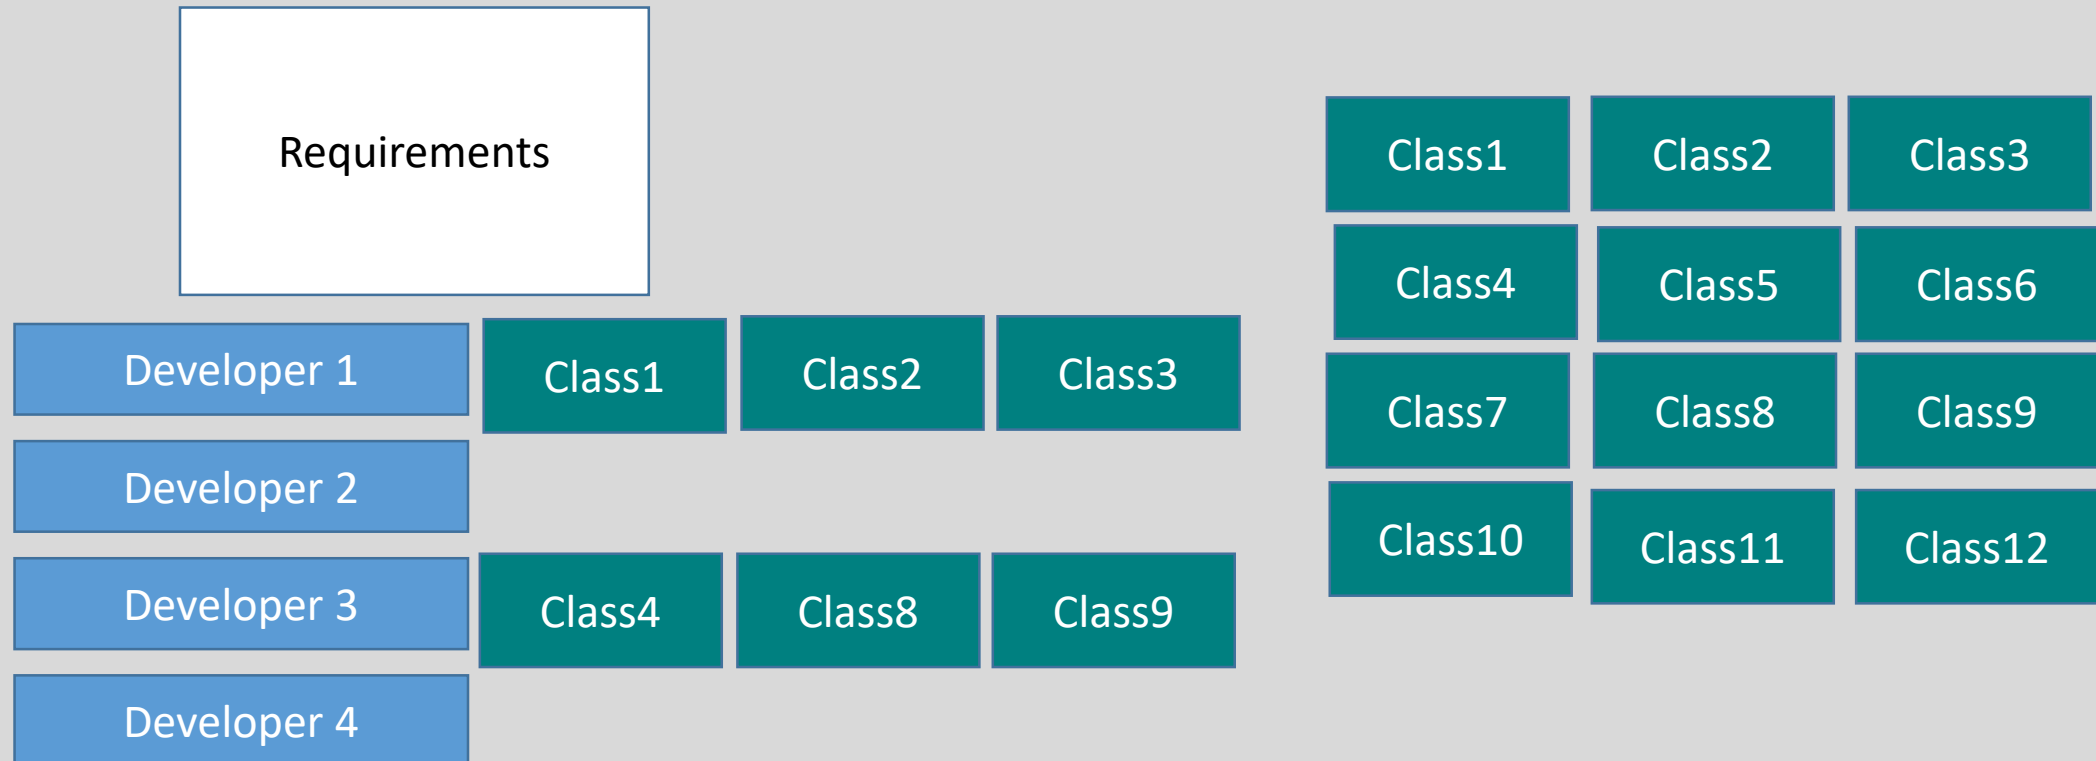 Requirements
Developer 1
Class1
Class2
Class3
Developer 2
Developer 3
Class4
Class8
Class9
Developer 4
Class1
Class2
Class3
Class4
Class5
Class6
Class7
Class8
Class9
Class10
Class11
Class12